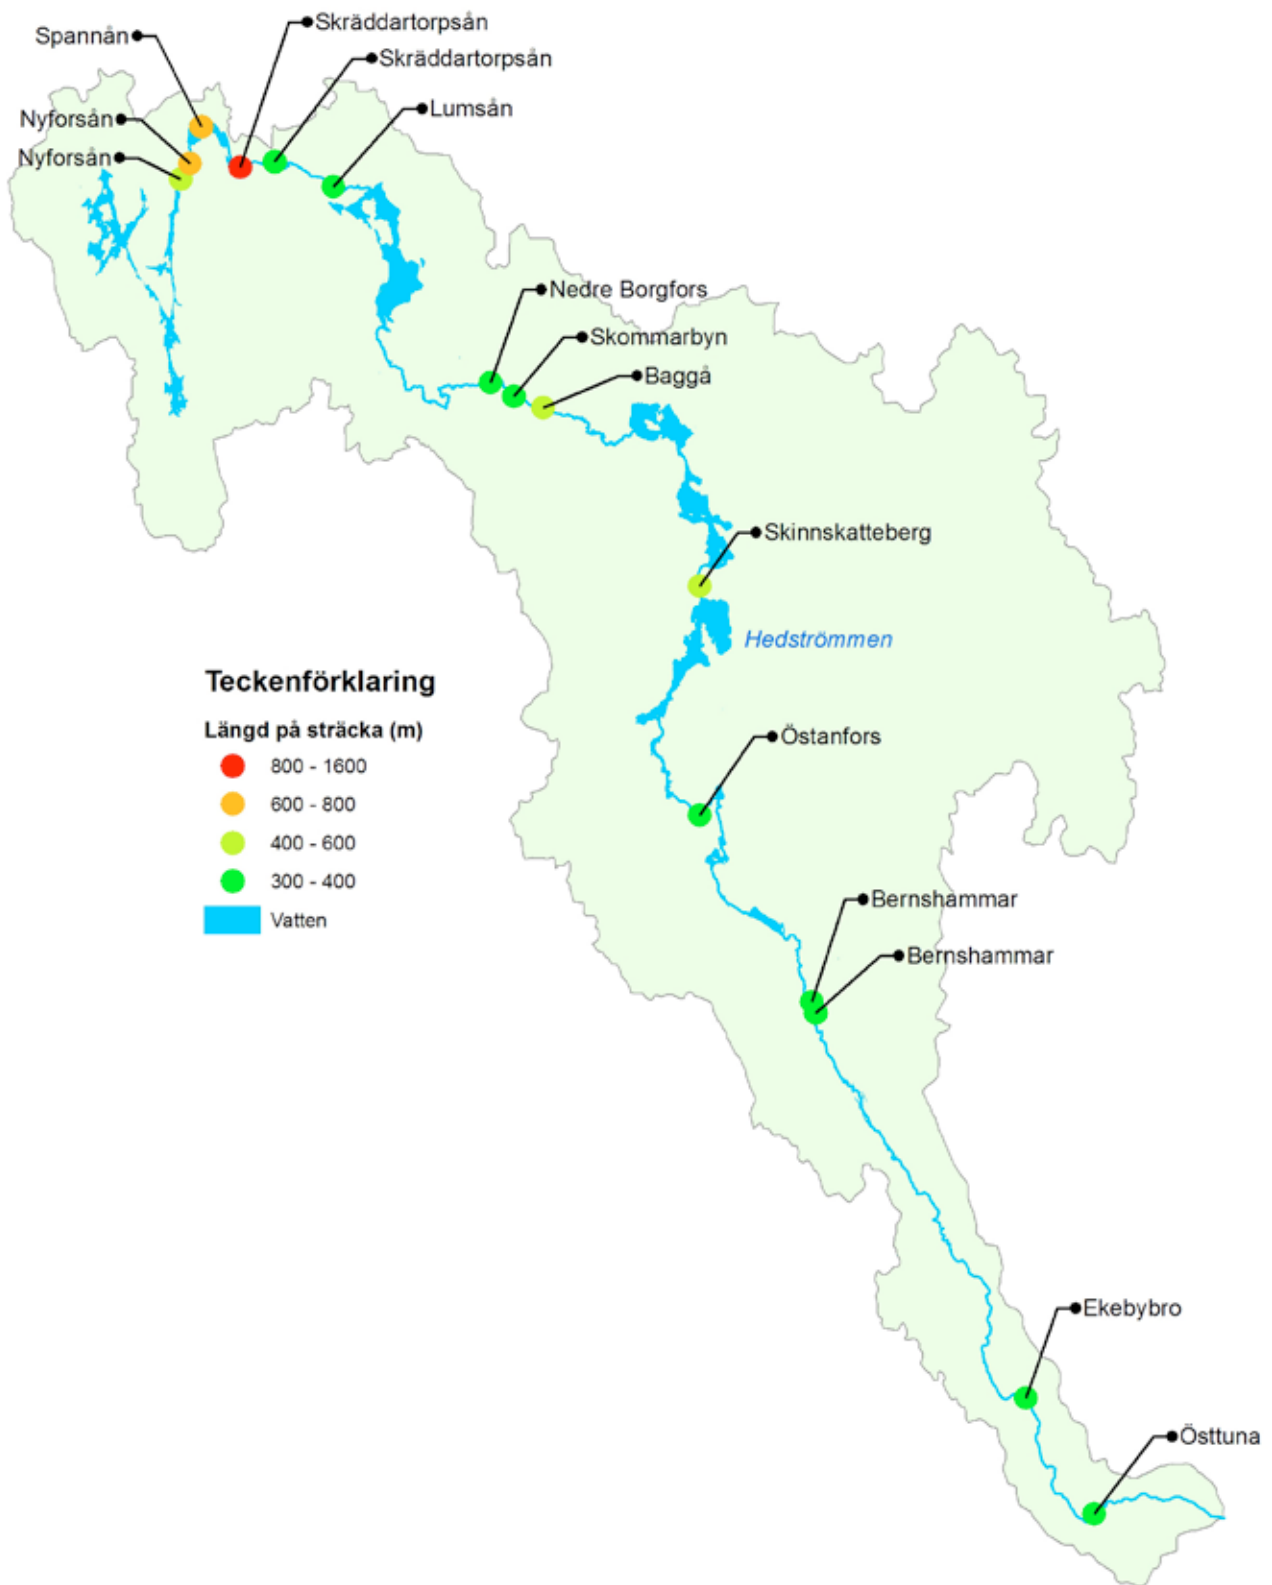 Skräddartorpsån
Spannån
Skräddartorpsån
Lumsån
Nyforsån
Nyforsån
Nedre Borgfors
Skommarbyn
Baggå
Skinnskatteberg
Hedströmmen
Teckenförklaring
Längd på sträcka (m)
800 - 1600
600 - 800
400 - 600
300 - 400
Vatten
Östanfors
Bernshammar
Bernshammar
Ekebybro
Östtuna